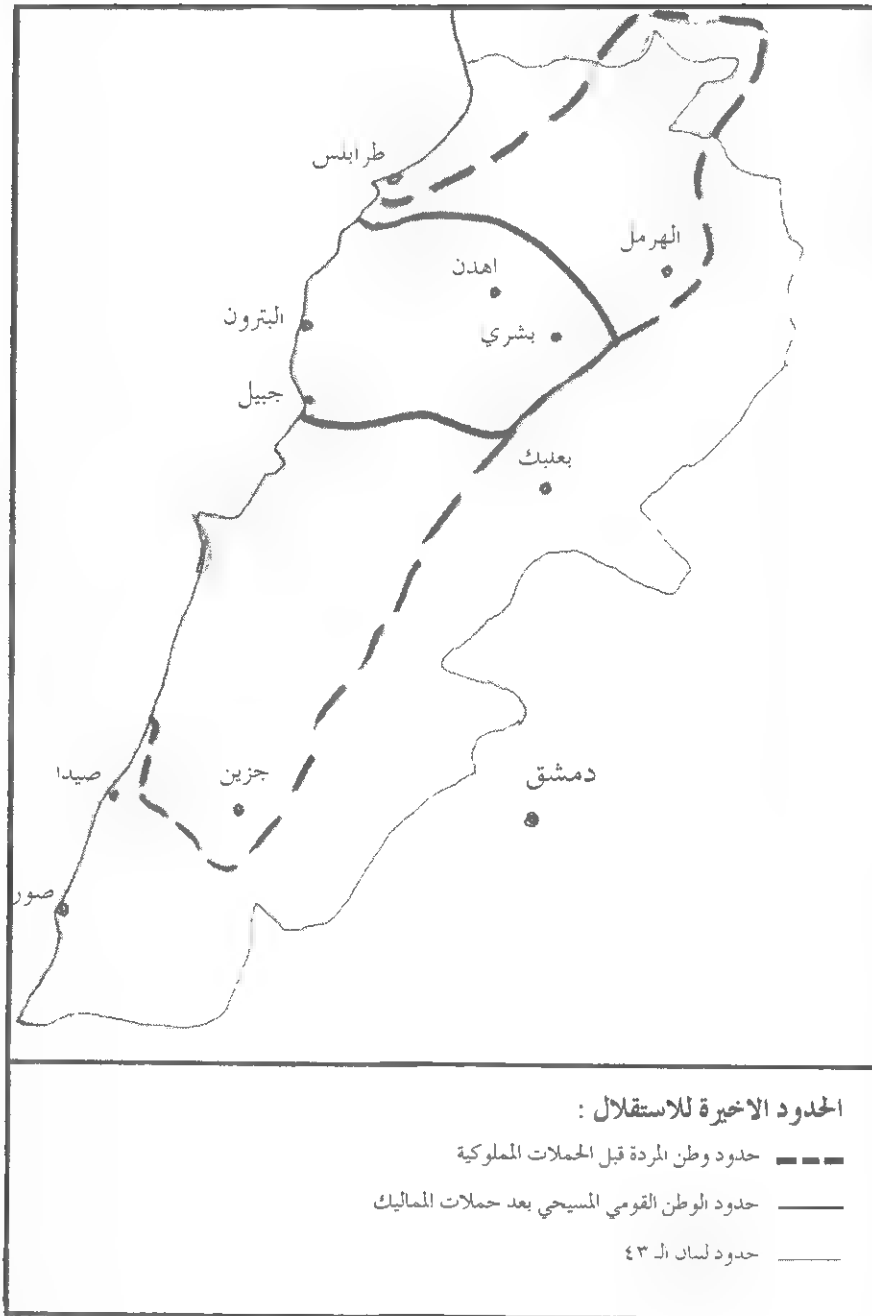 طرابلس
الهرمل
اهدن
البترون
بشري
جبيل
بعلبك
صيدا
جزين
دمشق
صور
الحدود الاخيرة للاستقلال :
حدود وطن المردة قبل الحملات المملوكية
حدود الوطن القومي المسيحي بعد حملات المماليك
حدود لبنان الـ ٤٣